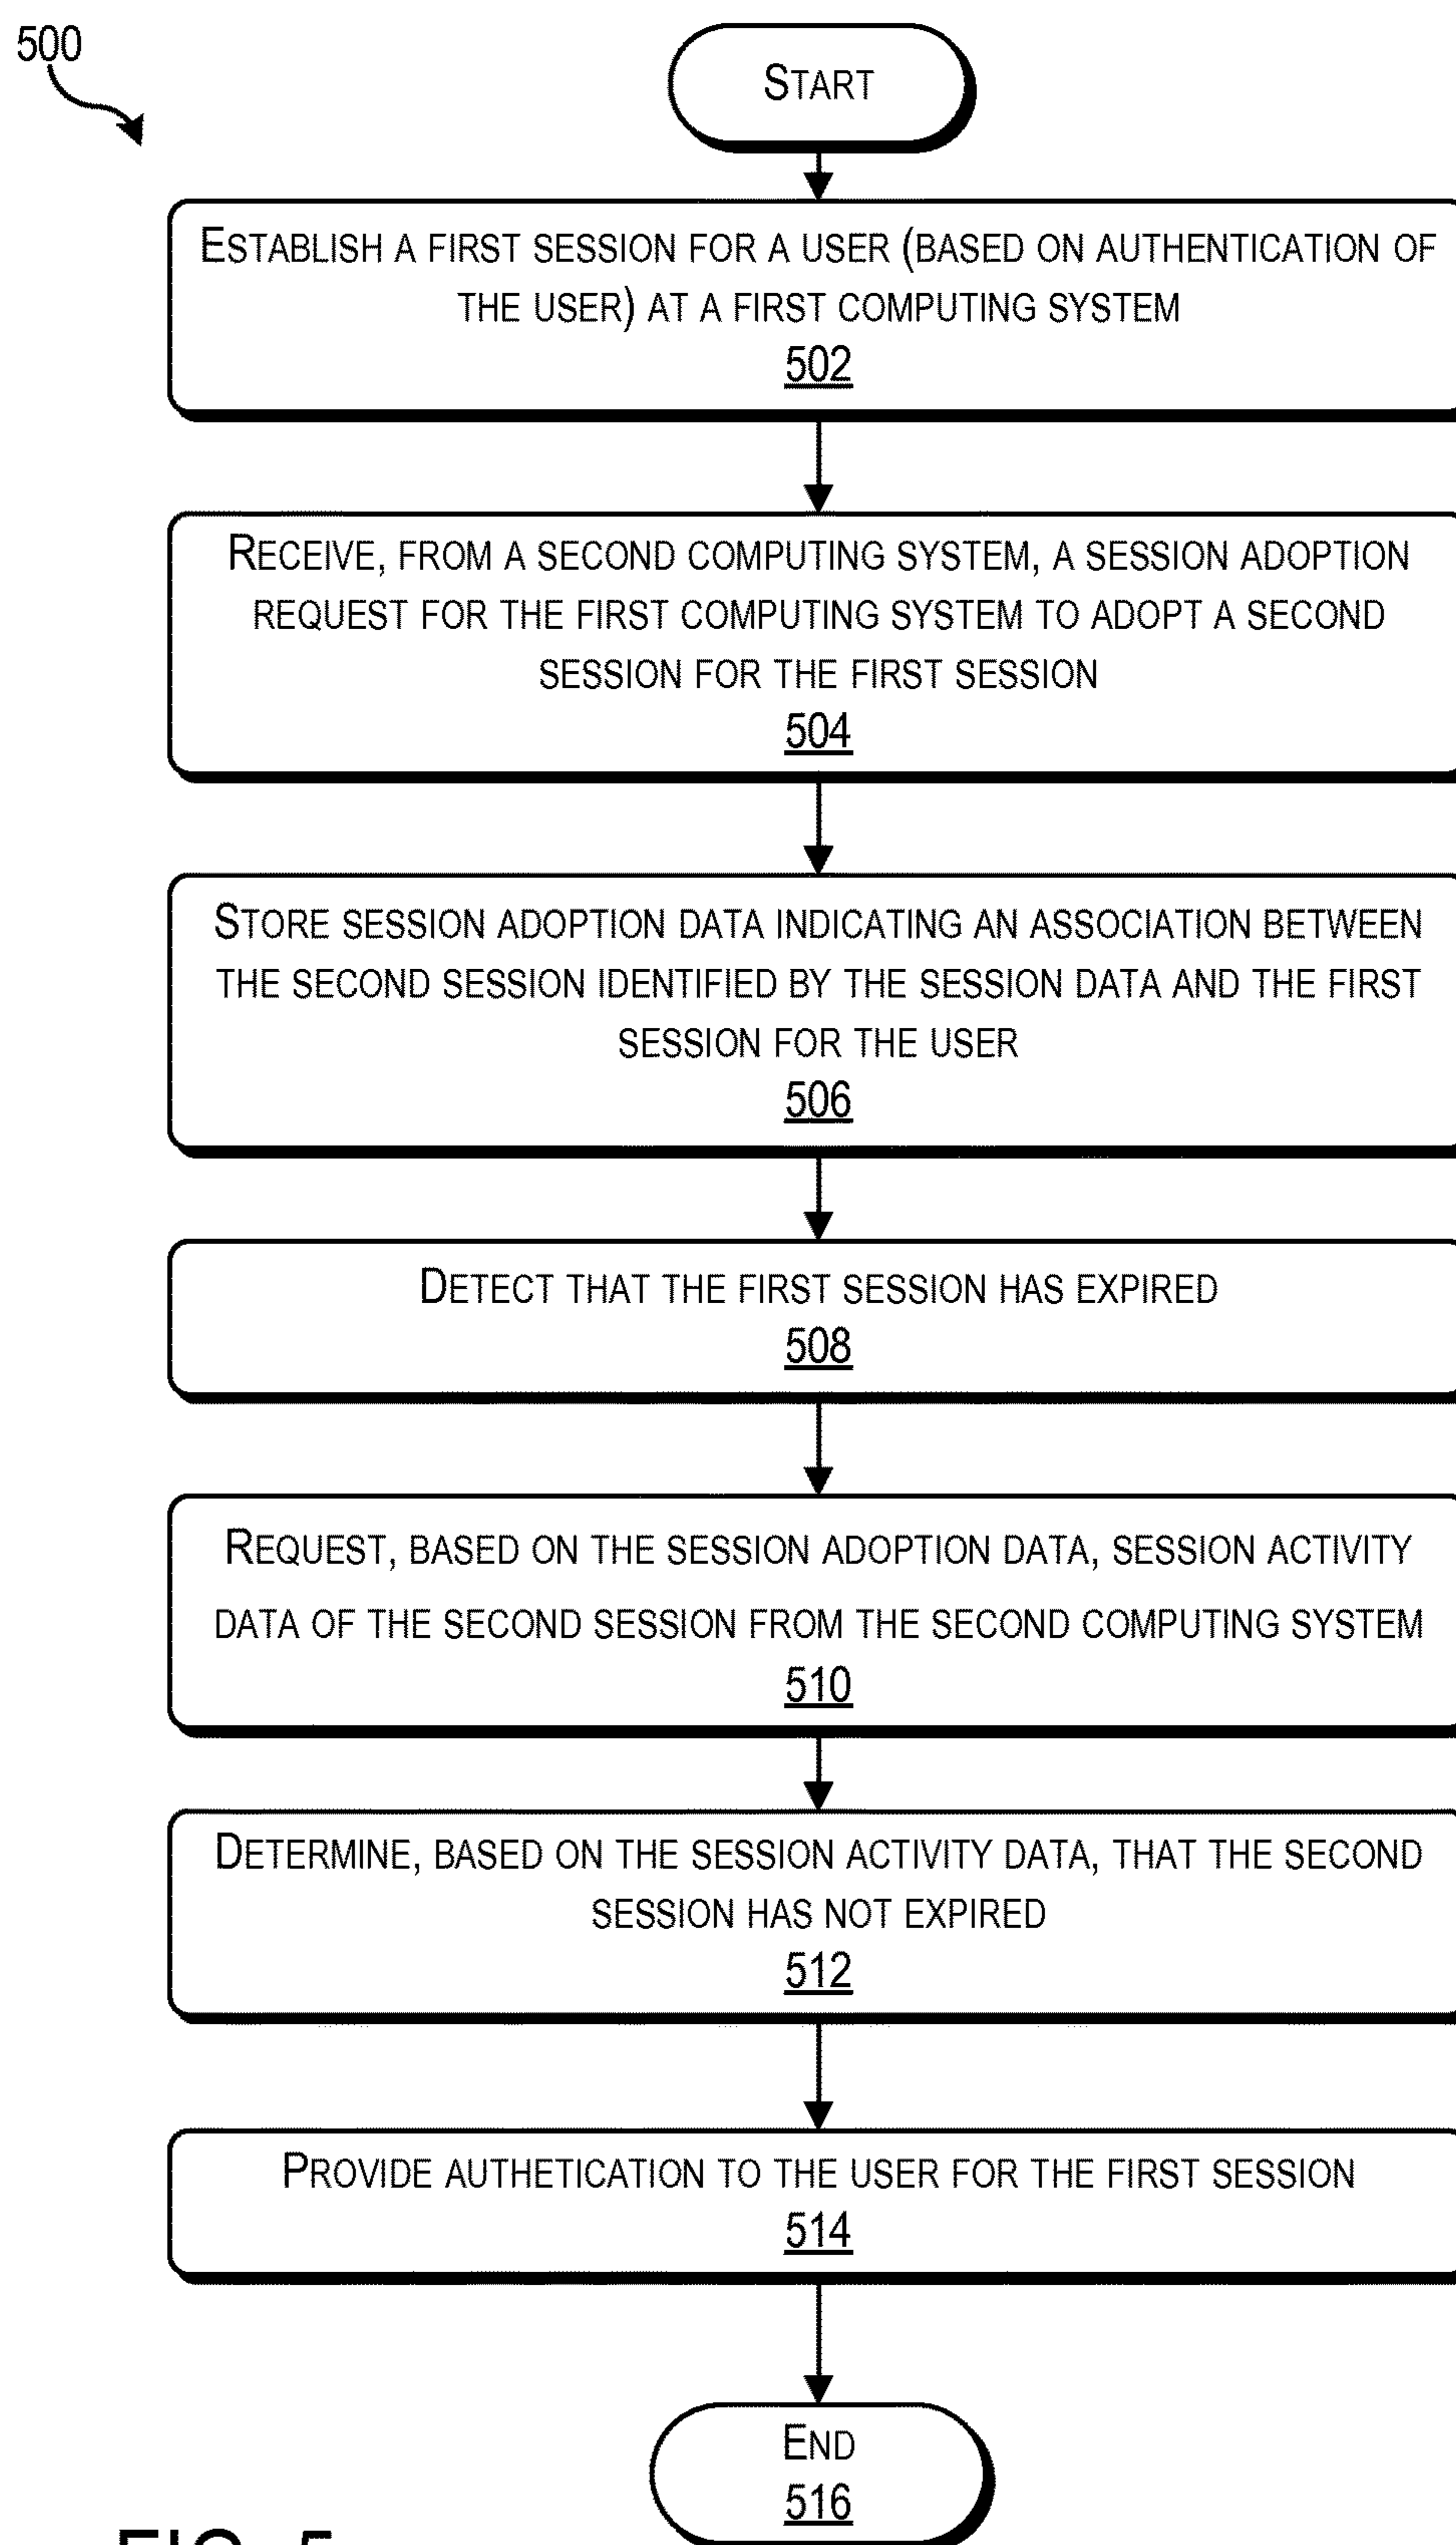 500
START
ESTABLISH A FIRST SESSION FOR A USER (BASED ON AUTHENTICATION OF
THE USER) AT A FIRST COMPUTING SYSTEM
502
RECEIVE, FROM A SECOND COMPUTING SYSTEM, A SESSION ADOPTION
REQUEST FOR THE FIRST COMPUTING SYSTEM TO ADOPT A SECOND
SESSION FOR THE FIRST SESSION
504
STORE SESSION ADOPTION DATA INDICATING AN ASSOCIATION BETWEEN
THE SECOND SESSION IDENTIFIED BY THE SESSION DATA AND THE FIRST
SESSION FOR THE USER
506
DETECT THAT THE FIRST SESSION HAS EXPIRED
508
REQUEST, BASED ON THE SESSION ADOPTION DATA, SESSION ACTIVITY
DATA OF THE SECOND SESSION FROM THE SECOND COMPUTING SYSTEM
510
DETERMINE, BASED ON THE SESSION ACTIVITY DATA, THAT THE SECOND
SESSION HAS NOT EXPIRED
512
PROVIDE AUTHETICATION TO THE USER FOR THE FIRST SESSION
514
END
516
FIG. 5